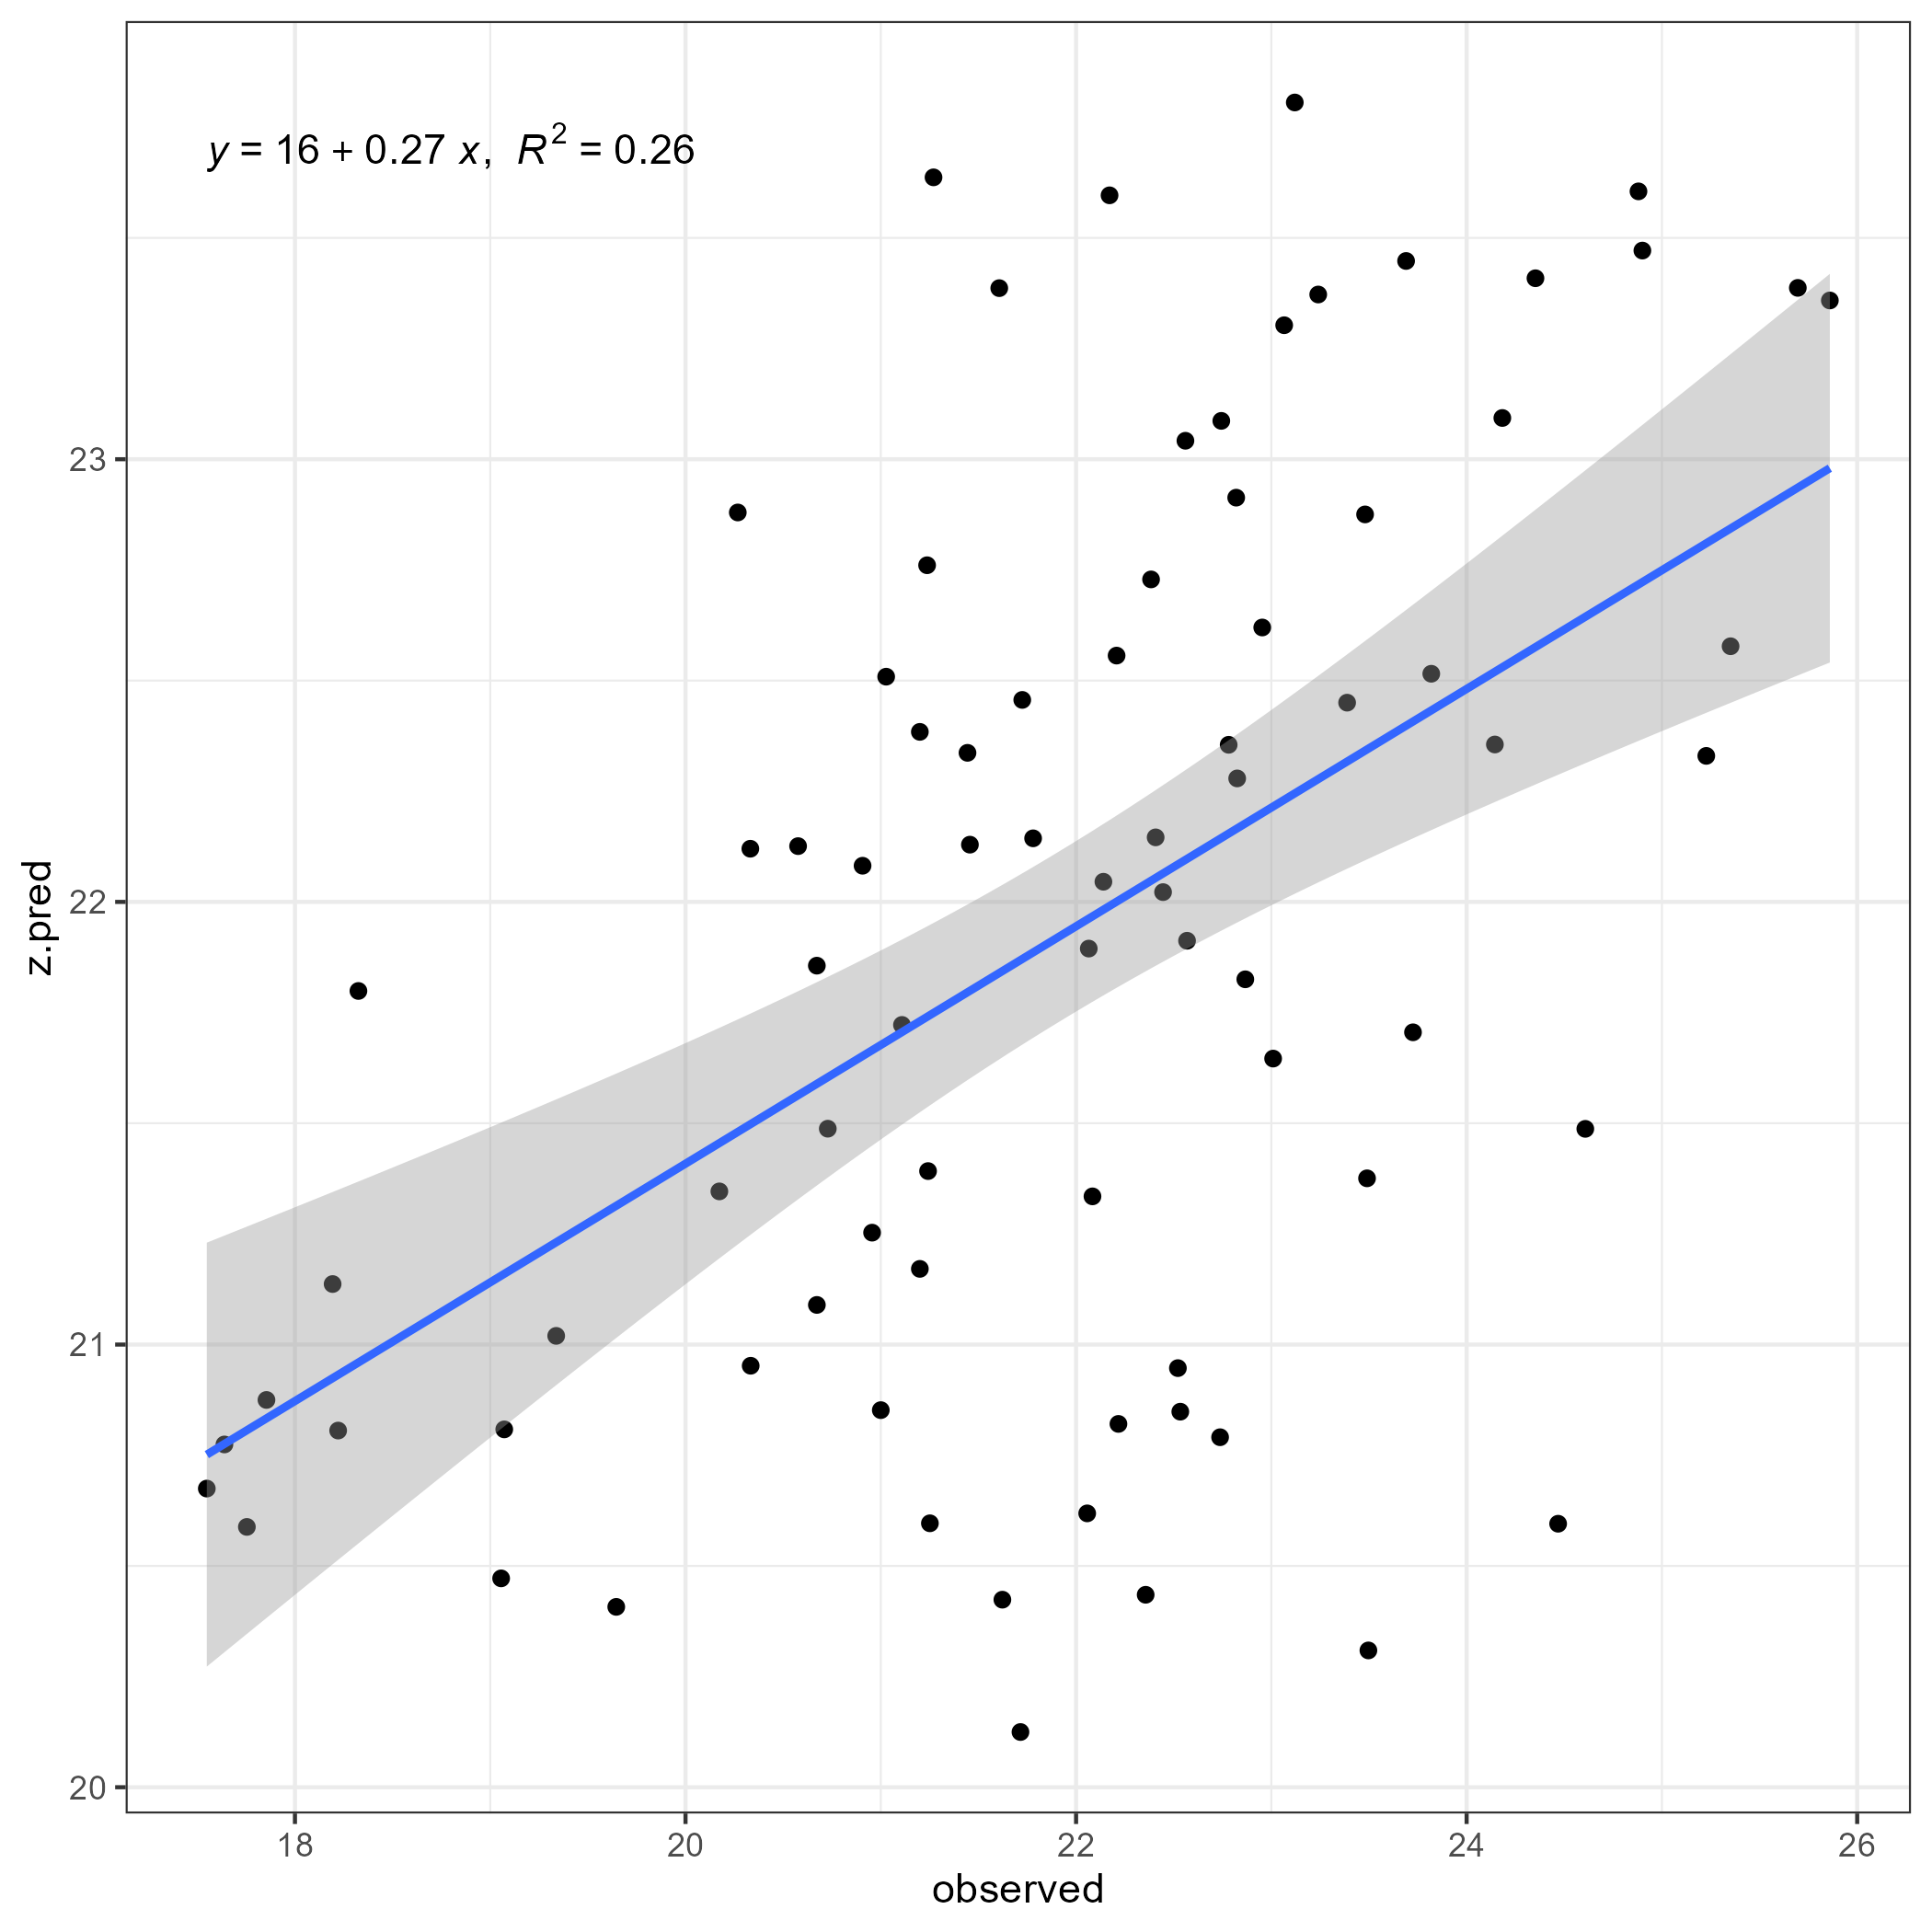 y = 16 + 0.27 x, R² = 0.26
23
22
21
20
z.pred
18 20 22 24 26
observed